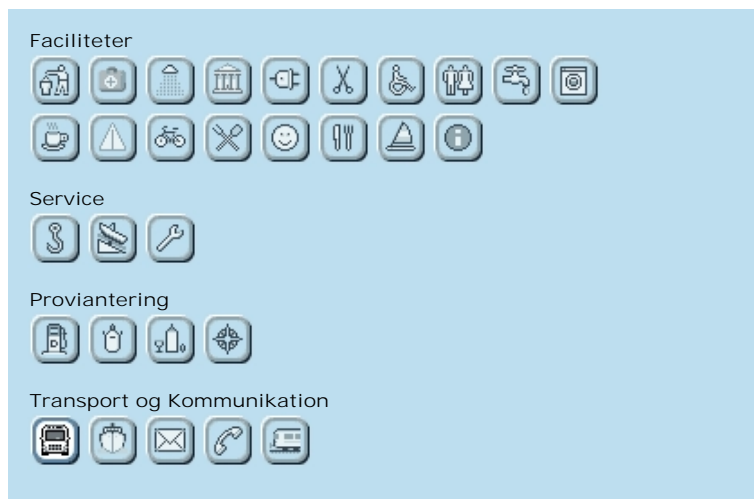 Faciliteter
Service
Proviantering
Transport og Kommunikation